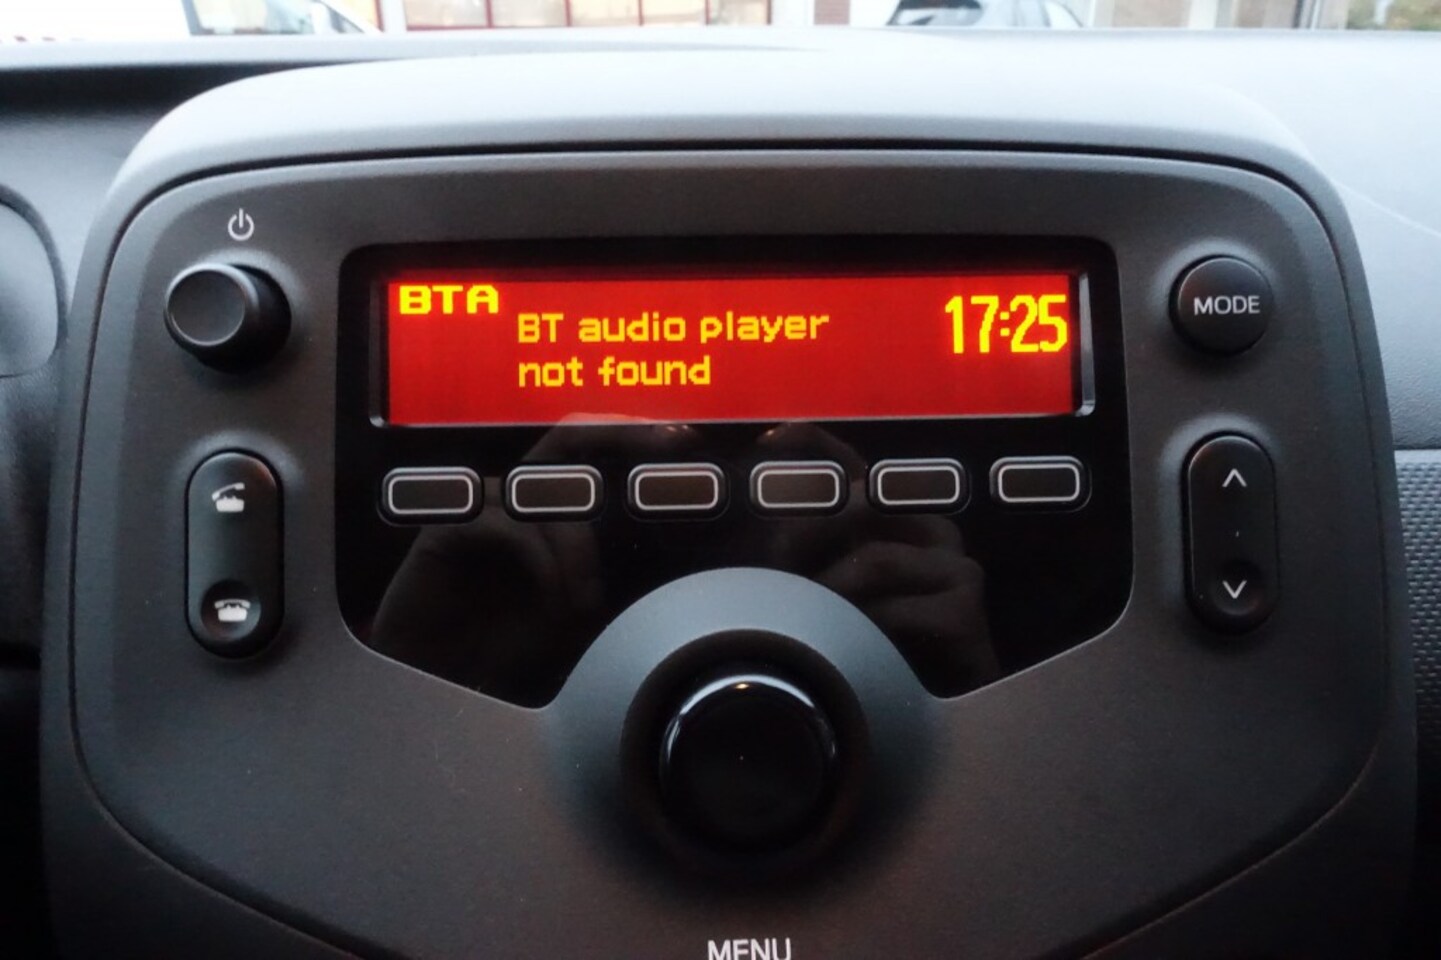 BTA
BT audio player
not found
17:25
MODE
MENU